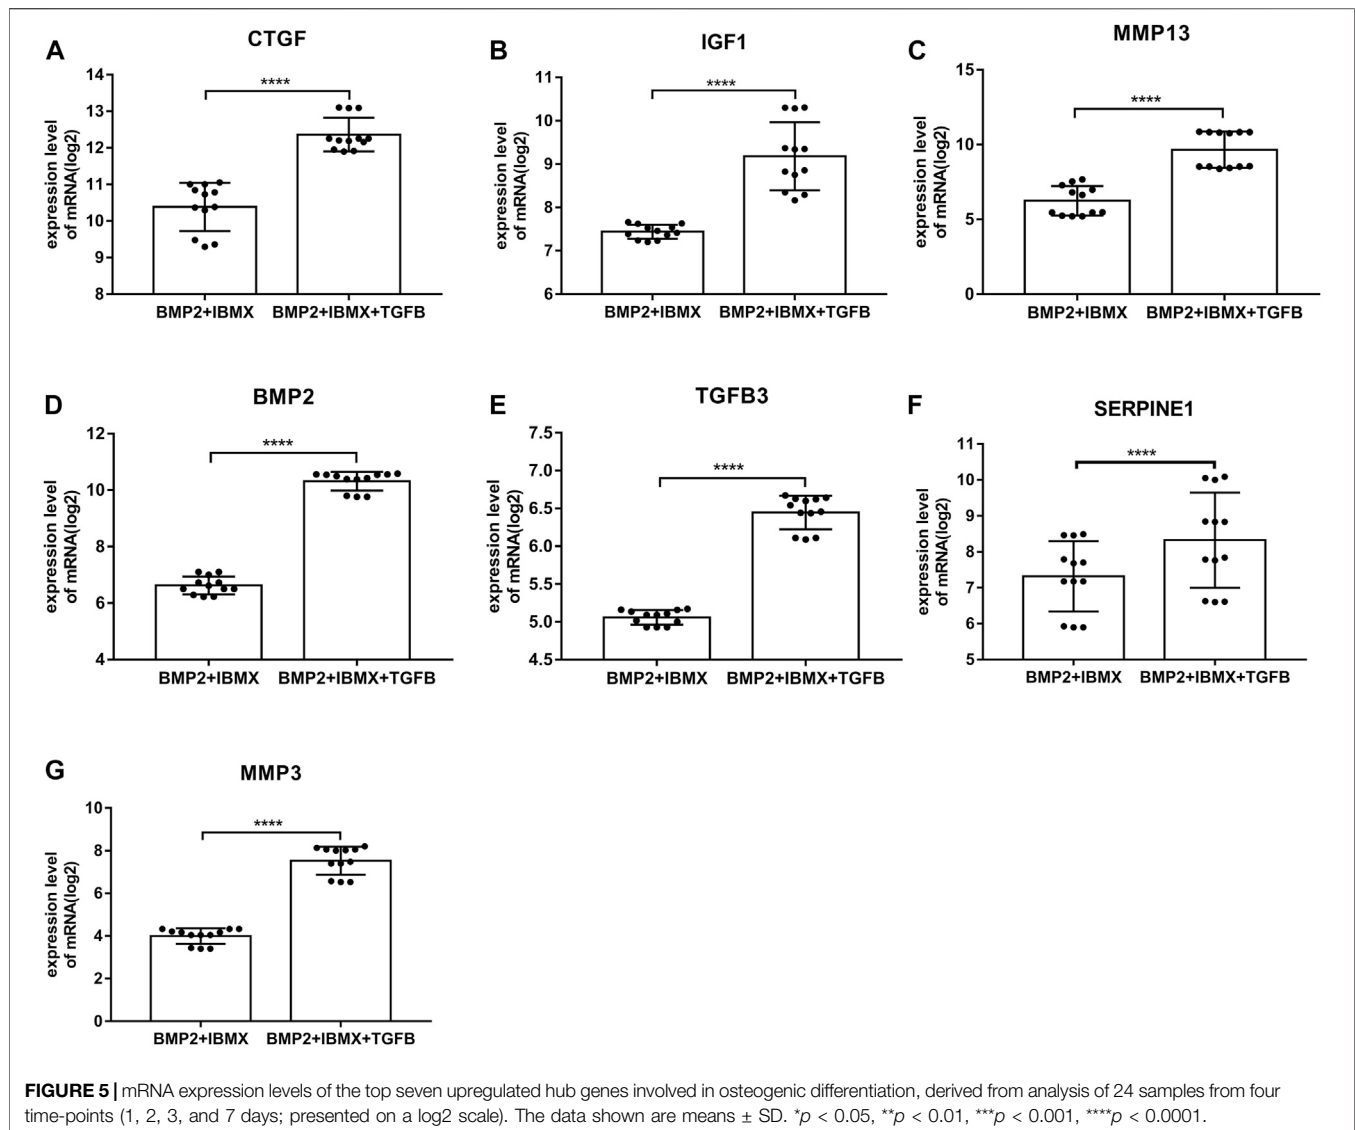 A
CTGF
expression level
of mRNA(log2)
14
13
12
11
10
9
8
****
BMP2+IBMX
BMP2+IBMX+TGFB
B
IGF1
expression level
of mRNA(log2)
11
10
9
8
7
6
****
BMP2+IBMX
BMP2+IBMX+TGFB
C
MMP13
expression level
of mRNA(log2)
15
10
5
0
****
BMP2+IBMX
BMP2+IBMX+TGFB
D
BMP2
expression level
of mRNA(log2)
12
10
8
6
4
****
BMP2+IBMX
BMP2+IBMX+TGFB
E
TGFB3
expression level
of mRNA(log2)
7.5
7.0
6.5
6.0
5.5
5.0
4.5
****
BMP2+IBMX
BMP2+IBMX+TGFB
F
SERPINE1
expression level
of mRNA(log2)
11
10
9
8
7
6
5
****
BMP2+IBMX
BMP2+IBMX+TGFB
G
MMP3
expression level
of mRNA(log2)
10
8
6
4
2
0
****
BMP2+IBMX
BMP2+IBMX+TGFB
FIGURE 5 | mRNA expression levels of the top seven upregulated hub genes involved in osteogenic differentiation, derived from analysis of 24 samples from four
time-points (1, 2, 3, and 7 days; presented on a log2 scale). The data shown are means ± SD. *p < 0.05, **p < 0.01, ***p < 0.001, ****p < 0.0001.